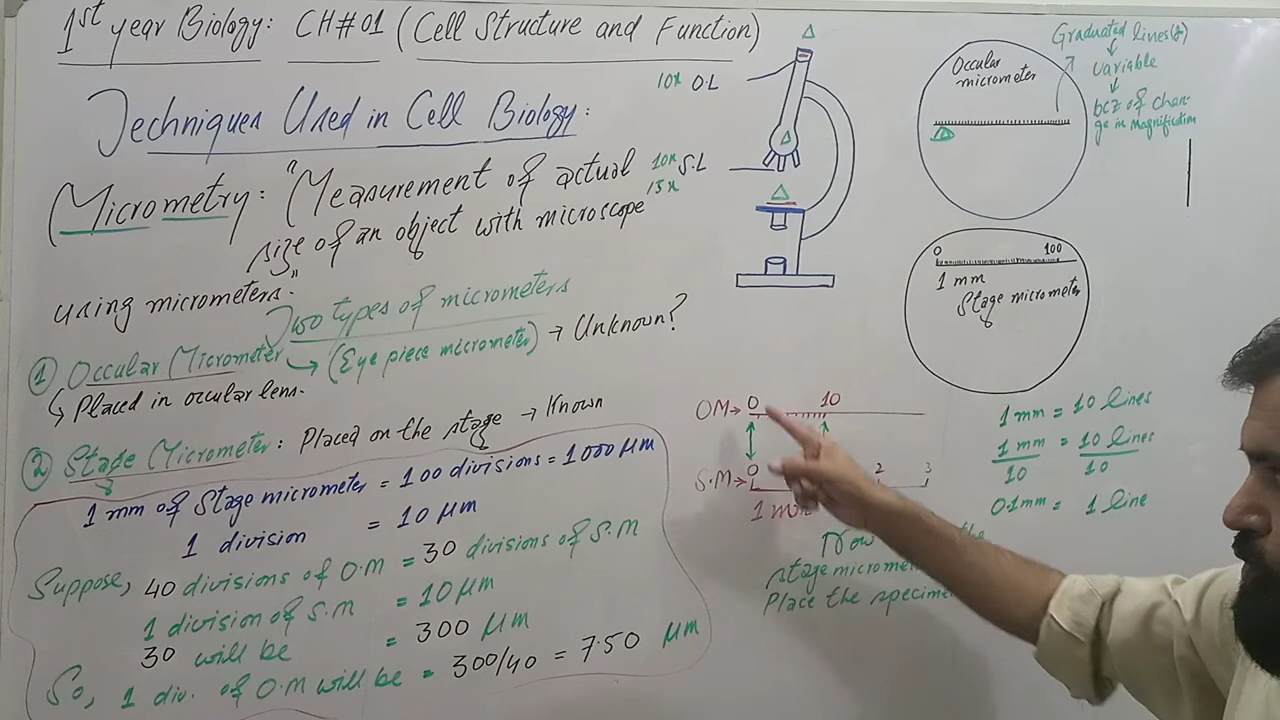 1st year Biology: CH#01 (Cell Structure and Function)
Techniques Used in Cell Biology:
Micrometry: "Measurement of actual
size of an object with microscope
using micrometers."
Two types of micrometers
① Occular Micrometer → (Eye piece micrometer) → Unknown?
↳ Placed in occular lens.
② Stage Micrometer: Placed on the stage → Known
1 mm of Stage micrometer = 100 divisions = 1000 μm
1 division = 10 μm
Suppose, 40 divisions of O.M = 30 divisions of S.M
1 division of S.M = 10 μm
30 will be = 300 μm
So, 1 div. of O.M will be = 300/40 = 7.50 μm
10x O.L
10x S.L
15x
Occular
micrometer
Graduated lines(?)
↓
variable
↓
bcz of chan-
ge in magnification
0 100
1 mm
Stage micrometer
OM→ 0 10
S.M→ 0 2 3
1 mm
1 mm = 10 lines
1 mm = 10 lines
10 10
0.1mm = 1 line
Now
stage
Place the